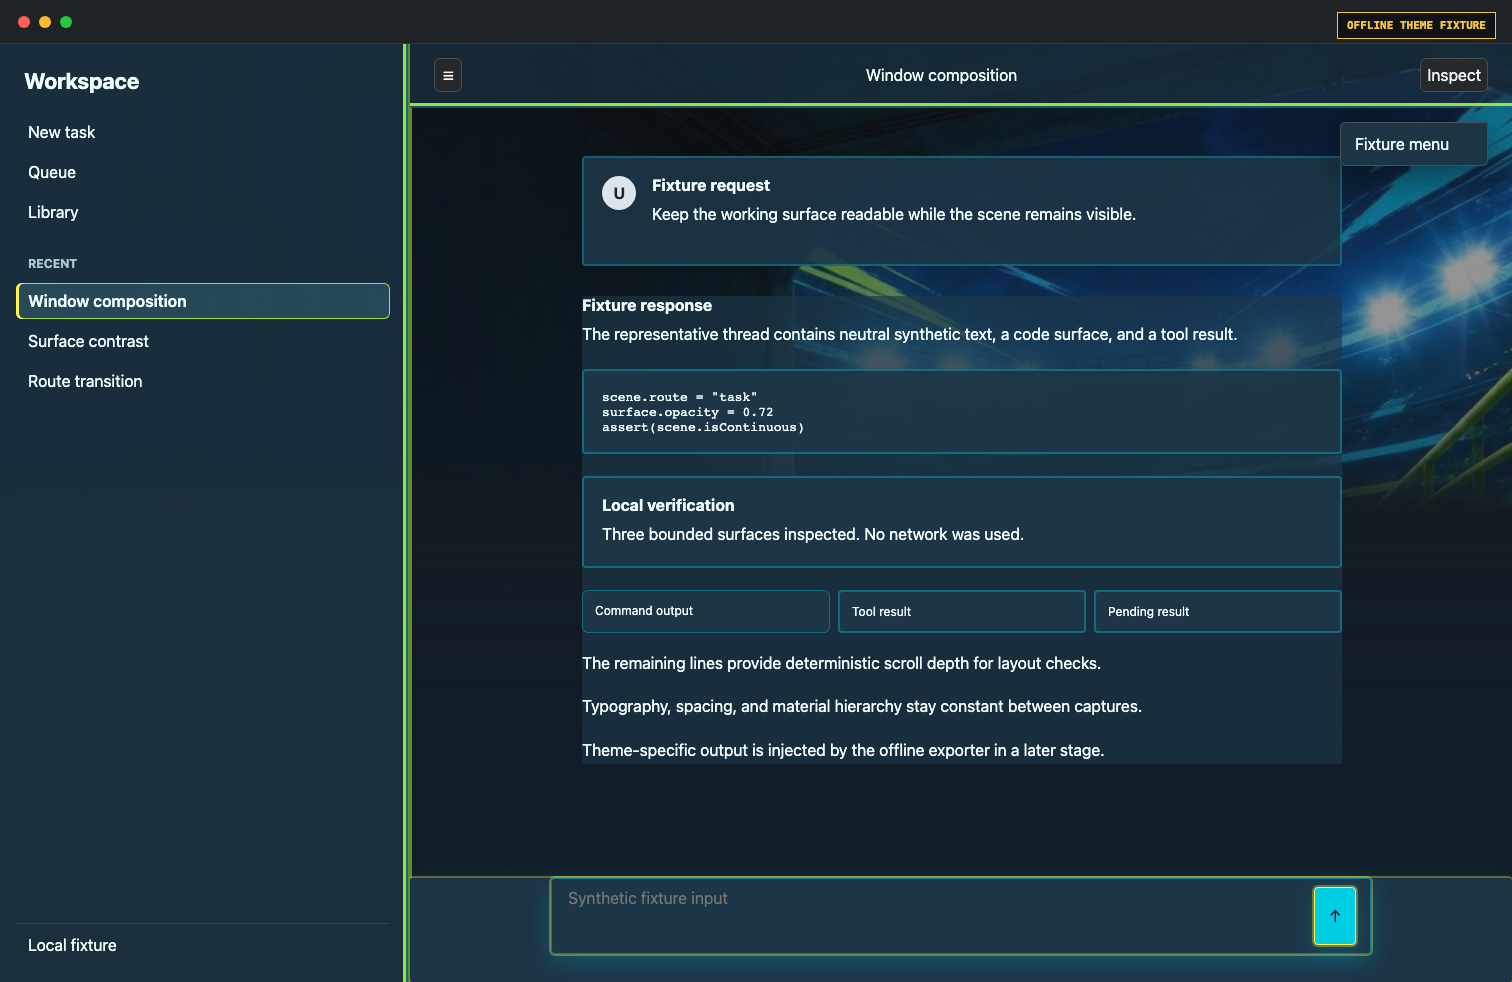 OFFLINE THEME FIXTURE
Workspace
New task
Queue
Library
RECENT
Window composition
Surface contrast
Route transition
Local fixture
Window composition
Inspect
Fixture menu
U
Fixture request
Keep the working surface readable while the scene remains visible.
Fixture response
The representative thread contains neutral synthetic text, a code surface, and a tool result.
scene.route = "task"
surface.opacity = 0.72
assert(scene.isContinuous)
Local verification
Three bounded surfaces inspected. No network was used.
Command output
Tool result
Pending result
The remaining lines provide deterministic scroll depth for layout checks.
Typography, spacing, and material hierarchy stay constant between captures.
Theme-specific output is injected by the offline exporter in a later stage.
Synthetic fixture input